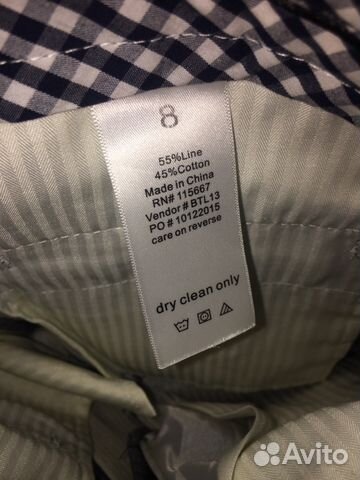 8
55%Line
45%Cotton
Made in China
RN# 115667
Vendor # BTL13
PO # 10122015
care on reverse
dry clean only
Avito